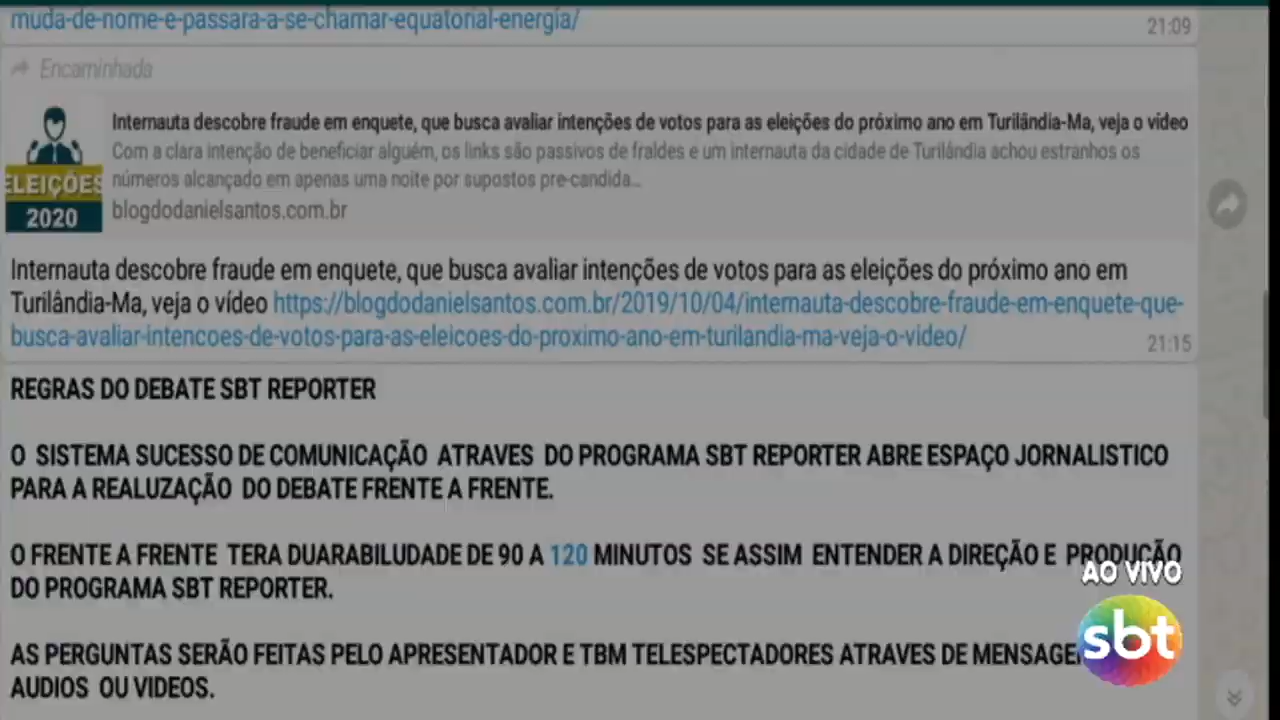 muda-de-nome-e-passara-a-se-chamar-equatorial-energia/
21:09
Encaminhada
Internauta descobre fraude em enquete, que busca avaliar intenções de votos para as eleições do próximo ano em Turilândia-Ma, veja o vídeo
Com a clara intenção de beneficiar alguém, os links são passivos de fraldes e um internauta da cidade de Turilândia achou estranhos os
números alcançado em apenas uma noite por supostos pre-candida...
blogdodanielsantos.com.br
ELEIÇÕES
2020
Internauta descobre fraude em enquete, que busca avaliar intenções de votos para as eleições do próximo ano em
Turilândia-Ma, veja o vídeo https://blogdodanielsantos.com.br/2019/10/04/internauta-descobre-fraude-em-enquete-que-
busca-avaliar-intencoes-de-votos-para-as-eleicoes-do-proximo-ano-em-turilandia-ma-veja-o-video/
21:15
REGRAS DO DEBATE SBT REPORTER
O SISTEMA SUCESSO DE COMUNICAÇÃO ATRAVES DO PROGRAMA SBT REPORTER ABRE ESPAÇO JORNALISTICO
PARA A REALUZAÇÃO DO DEBATE FRENTE A FRENTE.
O FRENTE A FRENTE TERA DUARABILUDADE DE 90 A 120 MINUTOS SE ASSIM ENTENDER A DIREÇÃO E PRODUÇÃO
DO PROGRAMA SBT REPORTER.
AS PERGUNTAS SERÃO FEITAS PELO APRESENTADOR E TBM TELESPECTADORES ATRAVES DE
AUDIOS OU VIDEOS.
AO VIVO
sbt